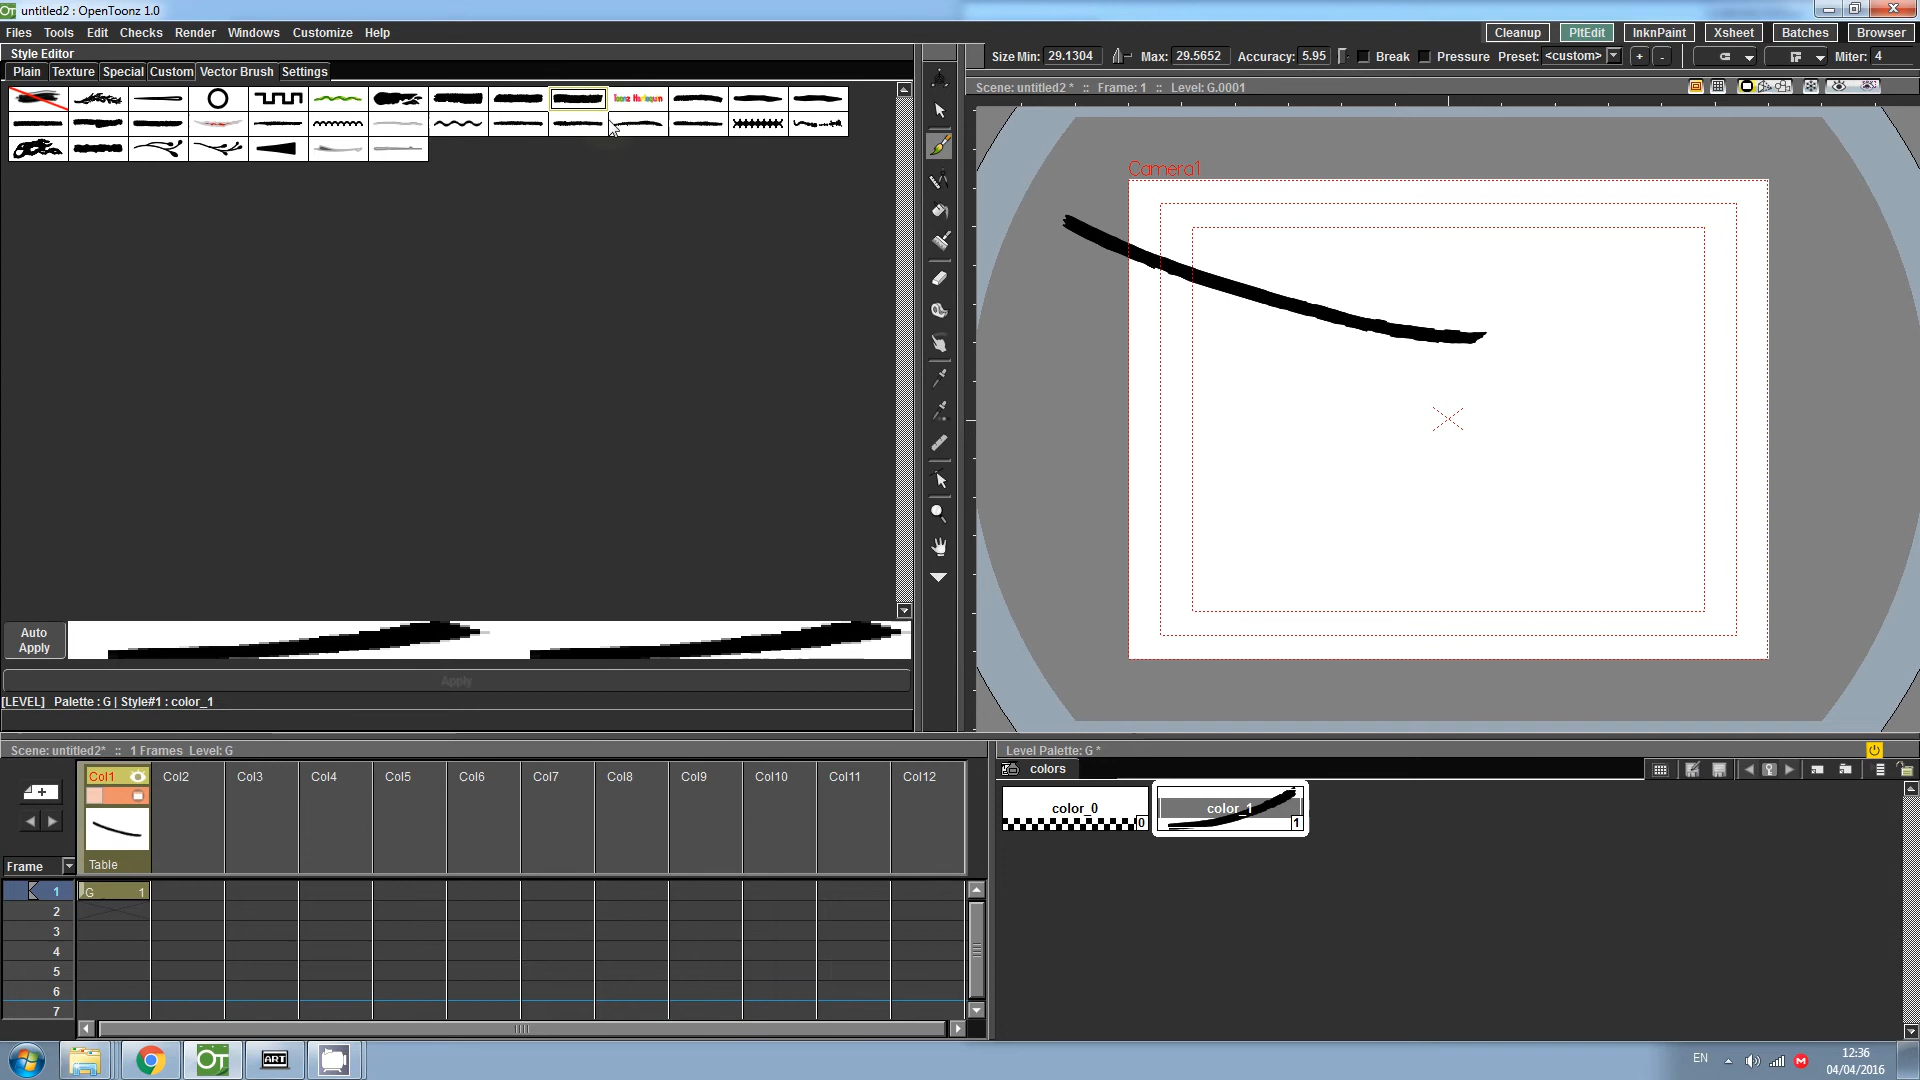 untitled2 : OpenToonz 1.0
Files Tools Edit Checks Render Windows Customize Help
Cleanup PltEdit InknPaint Xsheet Batches Browser
Style Editor
Size Min: 29.1304 Max: 29.5652 Accuracy: 5.95 Break Pressure Preset: <custom> + - Miter: 4
Plain Texture Special Custom Vector Brush Settings
Scene: untitled2 * :: Frame: 1 :: Level: G.0001
Toonz Harlequin
Camera1
Auto
Apply
Apply
[LEVEL] Palette : G | Style#1 : color_1
Scene: untitled2* :: 1 Frames Level: G
Level Palette: G *
colors
Col1 Col2 Col3 Col4 Col5 Col6 Col7 Col8 Col9 Col10 Col11 Col12
color_0 0
color_1 1
Table
Frame
1 G 1
2
3
4
5
6
7
OT
ART
EN
M
12:36
04/04/2016